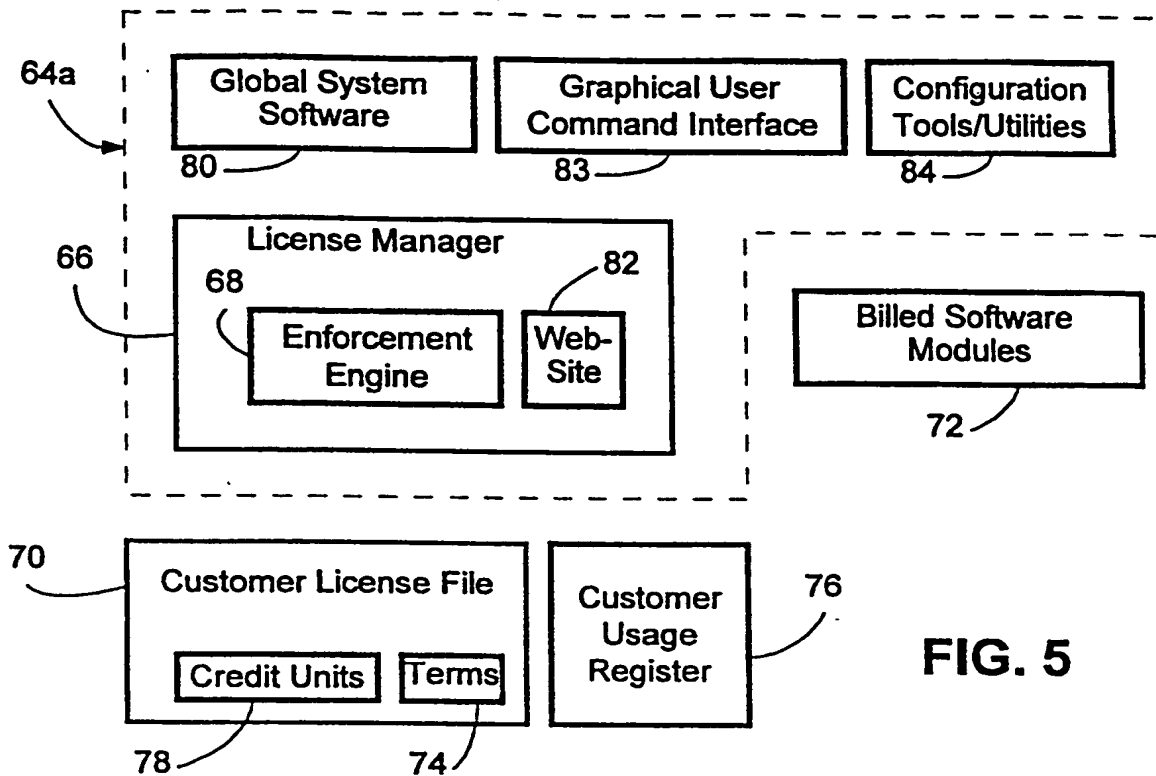 64a
Global System
Software
80
Graphical User
Command Interface
83
Configuration
Tools/Utilities
84
66
License Manager
68
Enforcement
Engine
82
Web-
Site
Billed Software
Modules
72
70
Customer License File
Credit Units
78
Terms
74
Customer
Usage
Register
76
FIG. 5